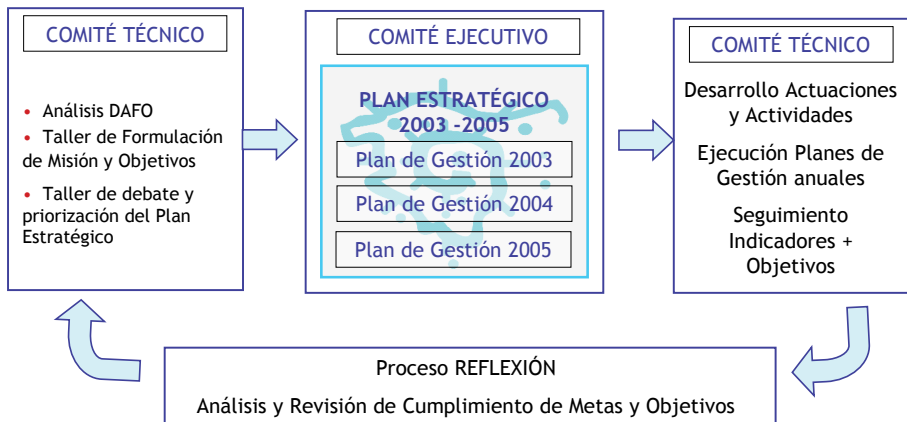 COMITÉ TÉCNICO
• Análisis DAFO
• Taller de Formulación
de Misión y Objetivos
• Taller de debate y
priorización del Plan
Estratégico
COMITÉ EJECUTIVO
PLAN ESTRATÉGICO
2003 -2005
Plan de Gestión 2003
Plan de Gestión 2004
Plan de Gestión 2005
COMITÉ TÉCNICO
Desarrollo Actuaciones
y Actividades
Ejecución Planes de
Gestión anuales
Seguimiento
Indicadores +
Objetivos
Proceso REFLEXIÓN
Análisis y Revisión de Cumplimiento de Metas y Objetivos